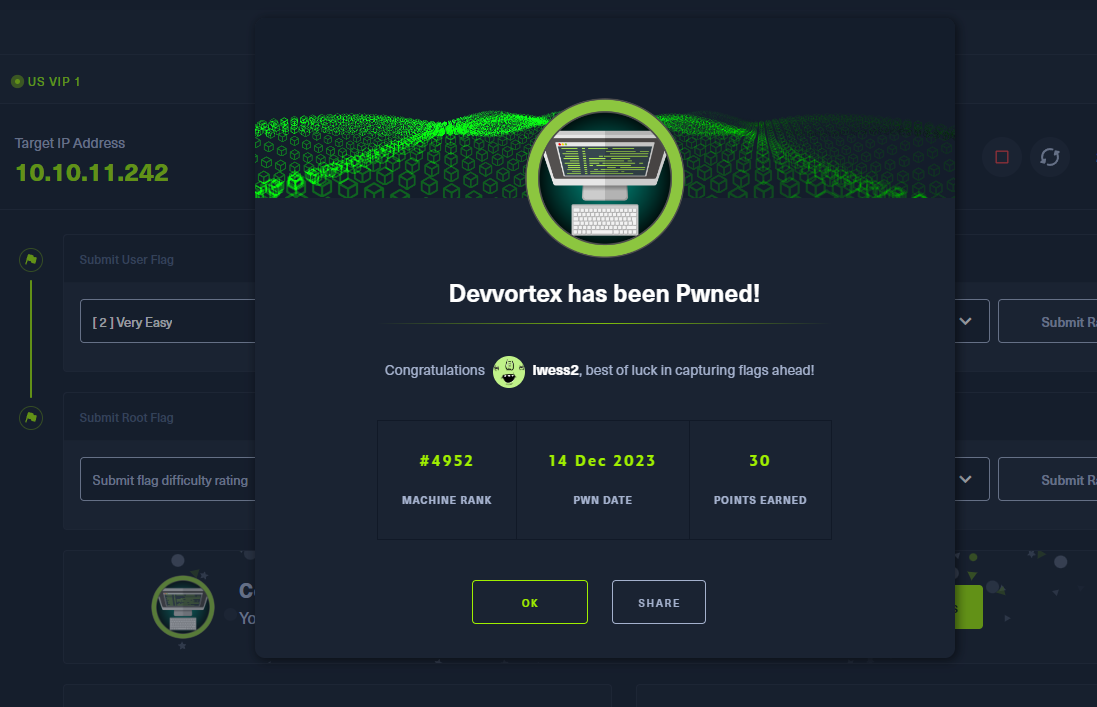 US VIP 1
Target IP Address
10.10.11.242
Submit User Flag
[ 2 ] Very Easy
Submit Ra
Submit Root Flag
Submit flag difficulty rating
Submit Ra
Devvortex has been Pwned!
Congratulations lwess2, best of luck in capturing flags ahead!
#4952 14 Dec 2023 30
MACHINE RANK PWN DATE POINTS EARNED
OK SHARE